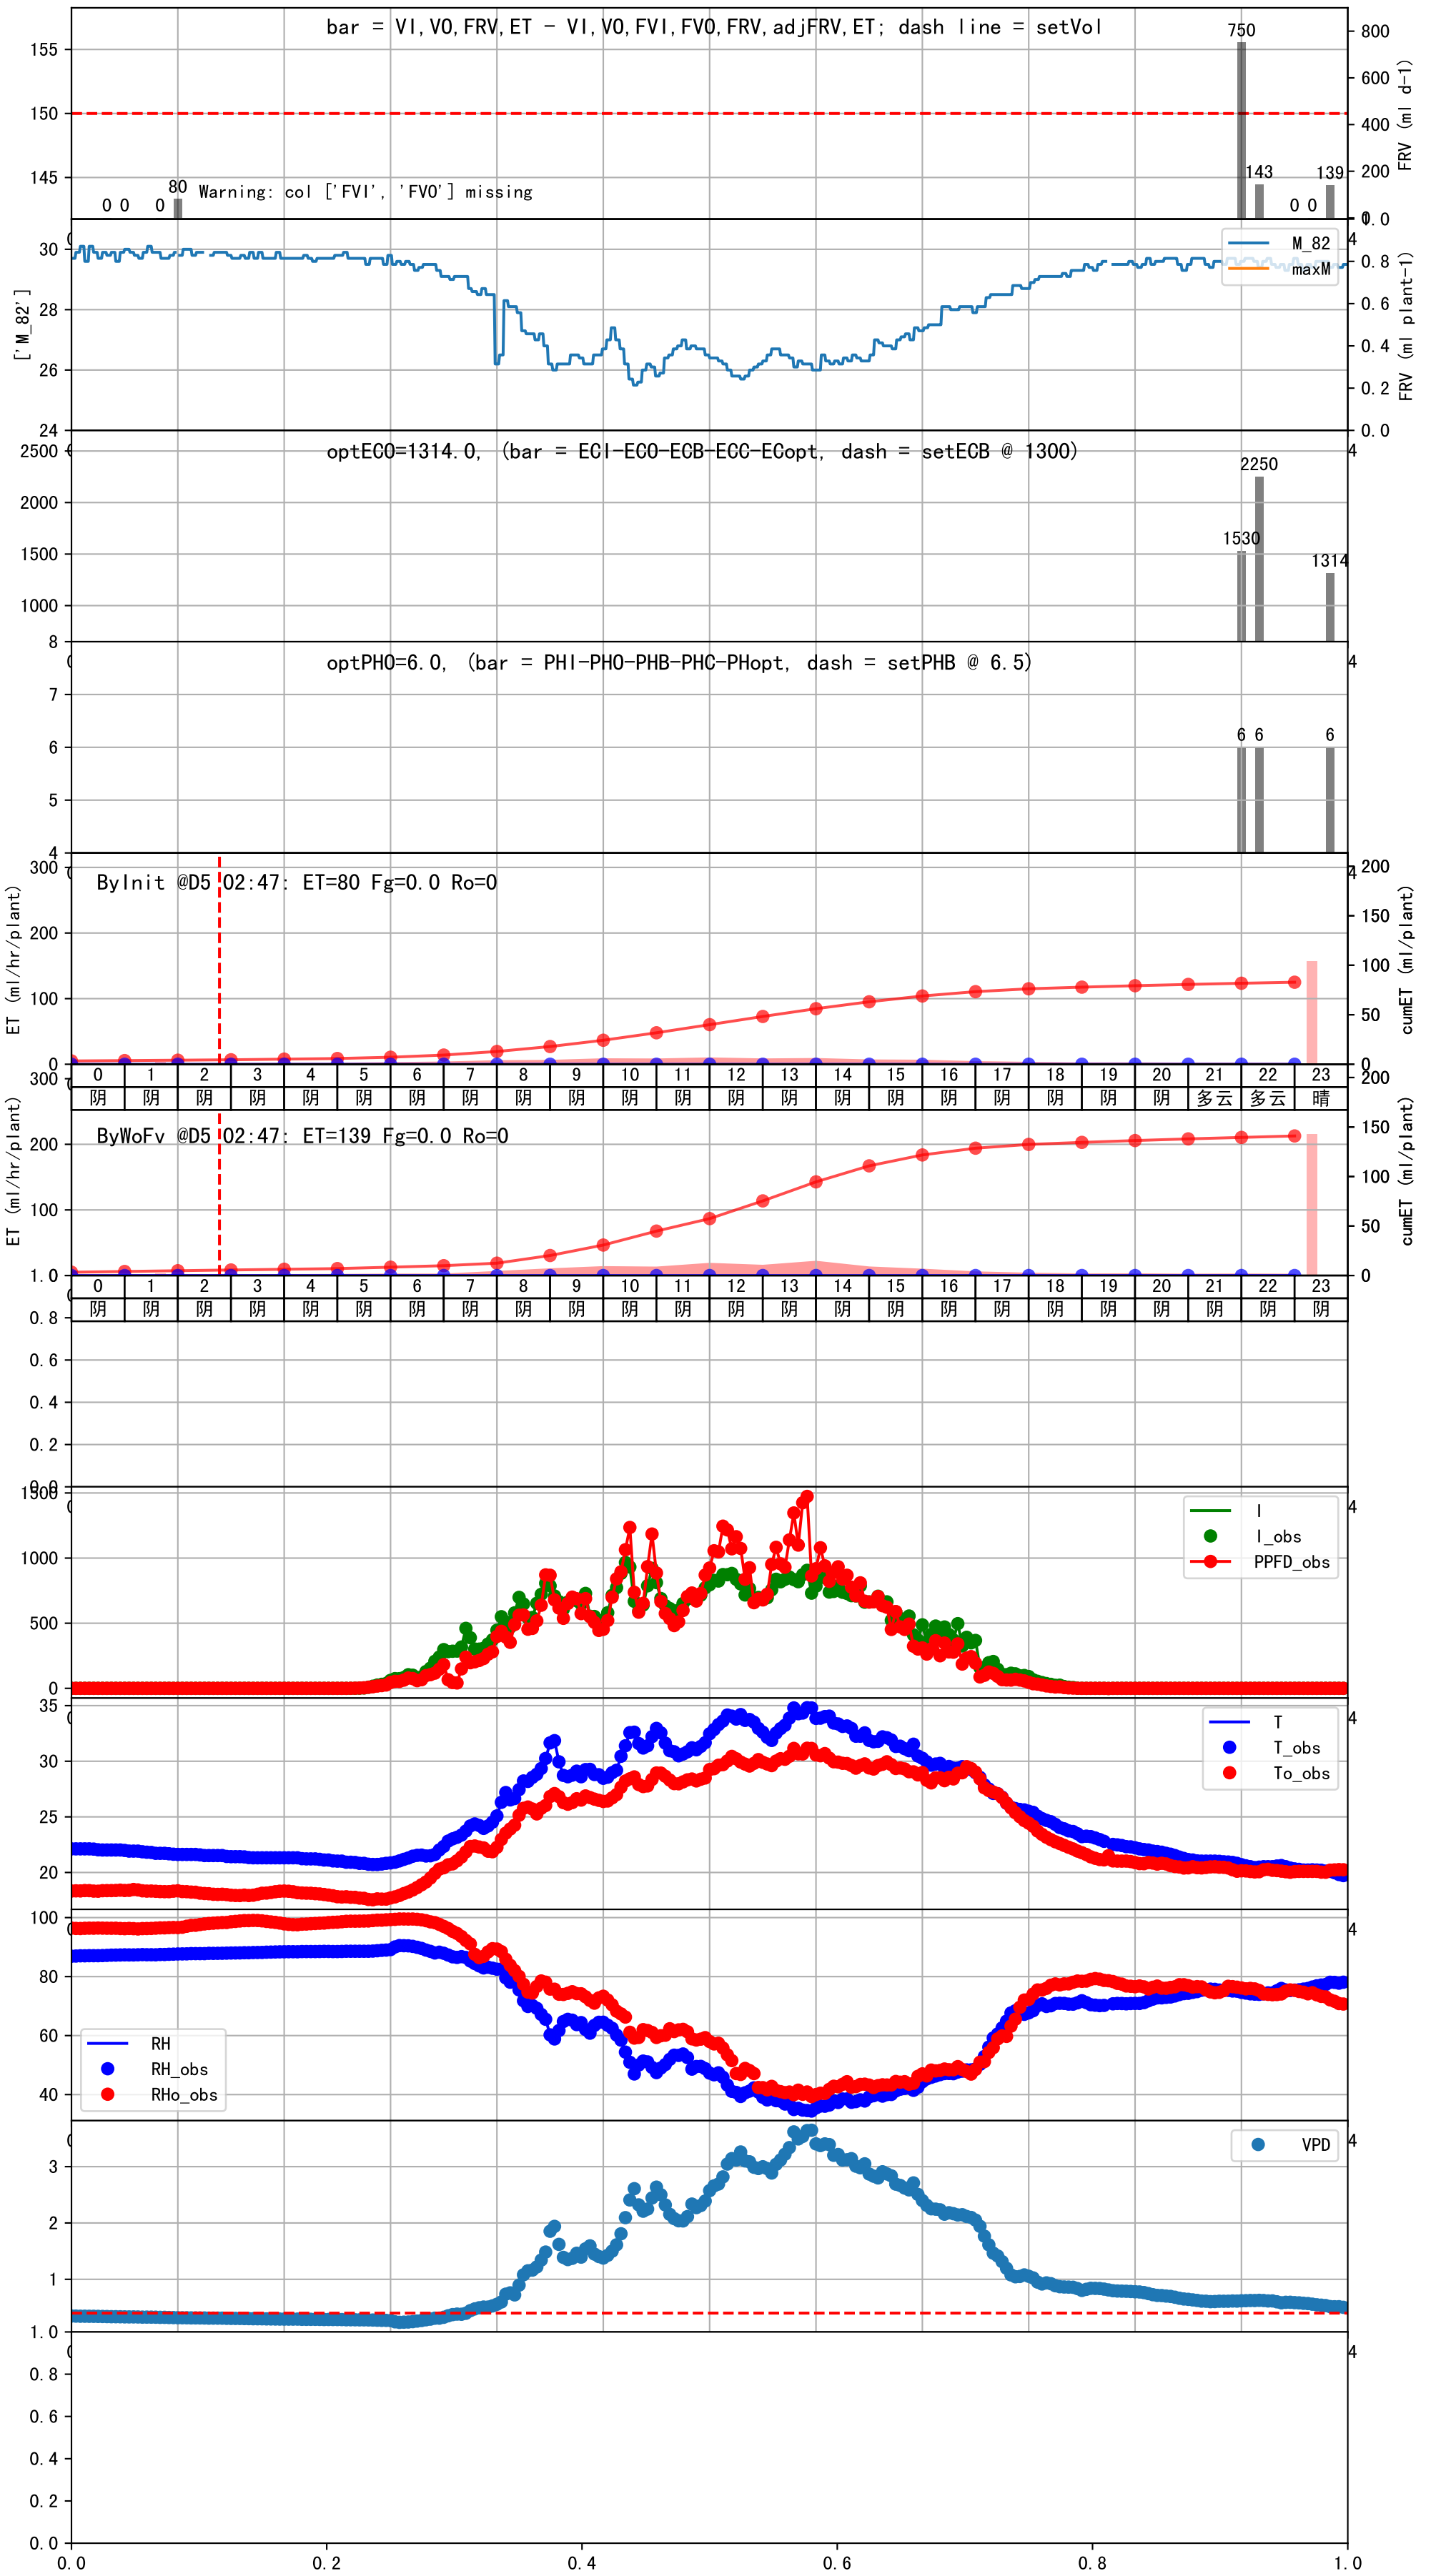 bar = VI,VO,FRV,ET - VI,VO,FVI,FVO,FRV,adjFRV,ET; dash line = setVol
155
150
145
0 0 0 80
Warning: col ['FVI', 'FVO'] missing
750
143
0 0
139
800
600
400
200
0
FRV (ml d-1)
['M_82']
30
28
26
24
M_82
maxM
1.0
0.8
0.6
0.4
0.2
0.0
FRV (ml plant-1)
optECO=1314.0, (bar = ECI-ECO-ECB-ECC-ECopt, dash = setECB @ 1300)
2500
2000
1500
1000
1530
2250
1314
optPHO=6.0, (bar = PHI-PHO-PHB-PHC-PHopt, dash = setPHB @ 6.5)
8
7
6
5
4
6 6 6
ByInit @D5 02:47: ET=80 Fg=0.0 Ro=0
ET (ml/hr/plant)
300
200
100
0
200
150
100
50
0
cumET (ml/plant)
0 1 2 3 4 5 6 7 8 9 10 11 12 13 14 15 16 17 18 19 20 21 22 23
阴 阴 阴 阴 阴 阴 阴 阴 阴 阴 阴 阴 阴 阴 阴 阴 阴 阴 阴 阴 阴 多云 多云 晴
ByWoFv @D5 02:47: ET=139 Fg=0.0 Ro=0
ET (ml/hr/plant)
300
200
100
200
150
100
50
0
cumET (ml/plant)
0 1 2 3 4 5 6 7 8 9 10 11 12 13 14 15 16 17 18 19 20 21 22 23
阴 阴 阴 阴 阴 阴 阴 阴 阴 阴 阴 阴 阴 阴 阴 阴 阴 阴 阴 阴 阴 阴 阴 阴
1.0
0.8
0.6
0.4
0.2
0.0
1500
1000
500
0
I
I_obs
PPFD_obs
35
30
25
20
T
T_obs
To_obs
100
80
60
40
RH
RH_obs
RHo_obs
3
2
1
VPD
1.0
0.8
0.6
0.4
0.2
0.0
0.0 0.2 0.4 0.6 0.8 1.0